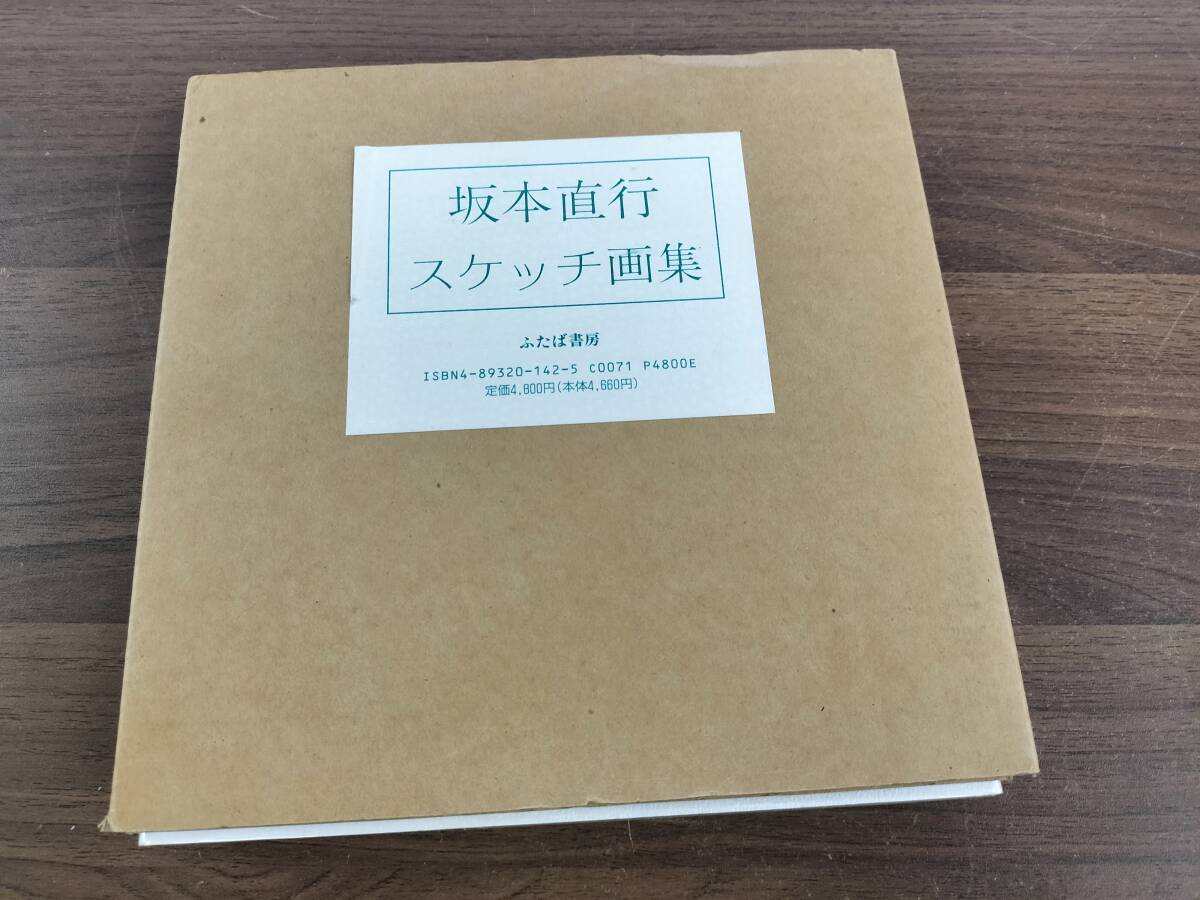 坂本直行
スケッチ画集
ふたば書房
ISBN4-89320-142-5 C0071 P4800E
定価4,800円(本体4,660円)